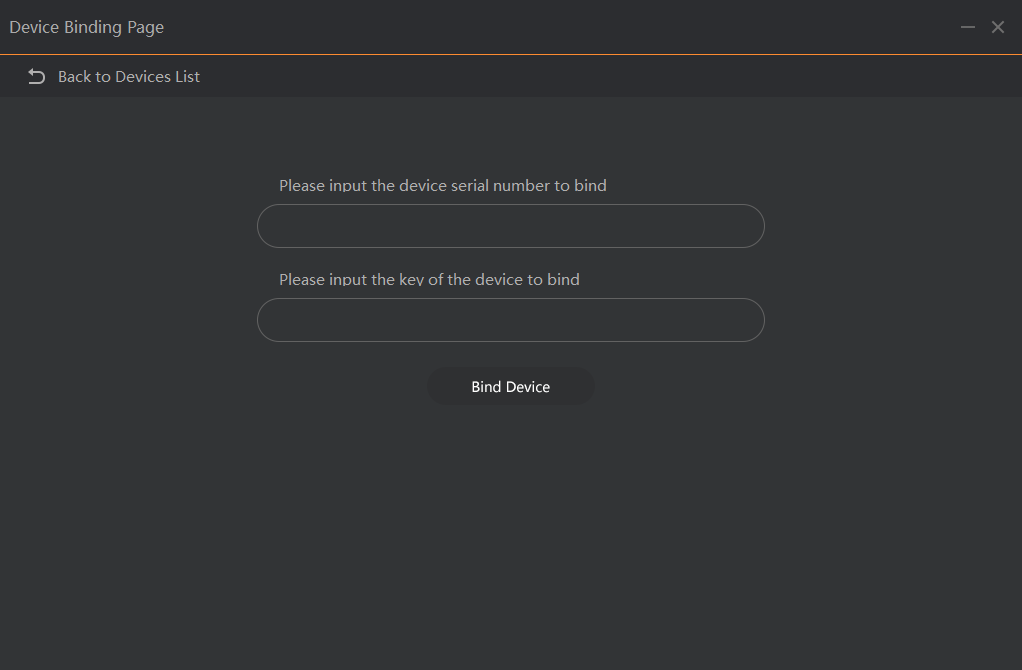 Device Binding Page
Back to Devices List
Please input the device serial number to bind
Please input the key of the device to bind
Bind Device